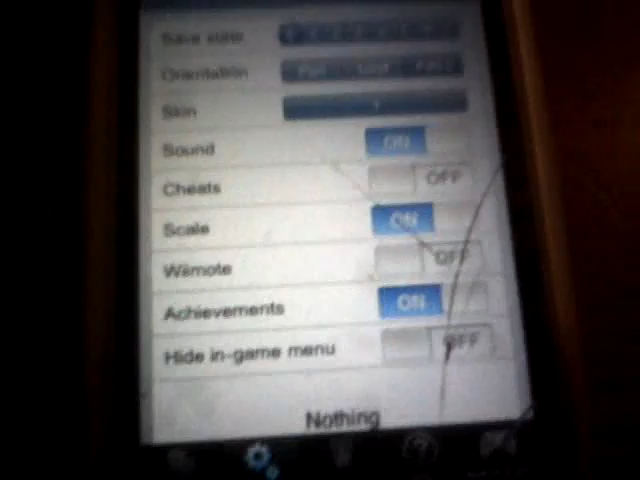 Save state
Orientation
Skin
Sound ON
Cheats OFF
Scale ON
Wiimote OFF
Achievements ON
Hide in-game menu OFF
Nothing